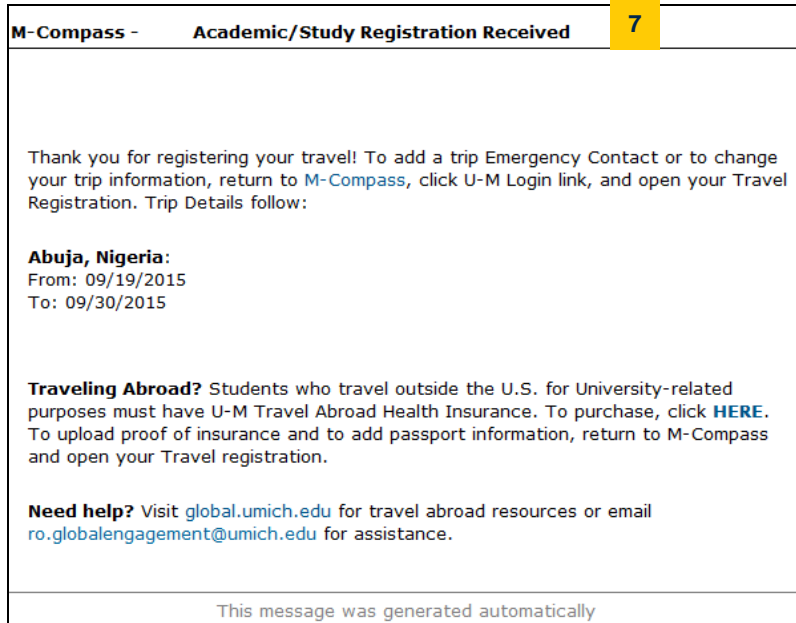 M-Compass - Academic/Study Registration Received 7
Thank you for registering your travel! To add a trip Emergency Contact or to change
your trip information, return to M-Compass, click U-M Login link, and open your Travel
Registration. Trip Details follow:
Abuja, Nigeria:
From: 09/19/2015
To: 09/30/2015
Traveling Abroad? Students who travel outside the U.S. for University-related
purposes must have U-M Travel Abroad Health Insurance. To purchase, click HERE.
To upload proof of insurance and to add passport information, return to M-Compass
and open your Travel registration.
Need help? Visit global.umich.edu for travel abroad resources or email
ro.globalengagement@umich.edu for assistance.
This message was generated automatically